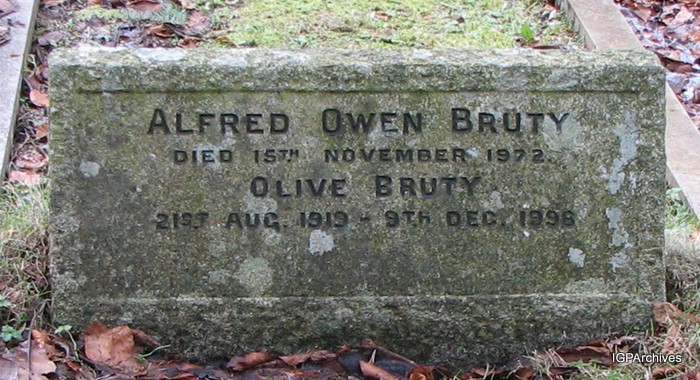 ALFRED OWEN BRUTY
DIED 15TH NOVEMBER 1972.
OLIVE BRUTY
21ST AUG. 1919 - 9TH DEC. 1998
IGPArchives